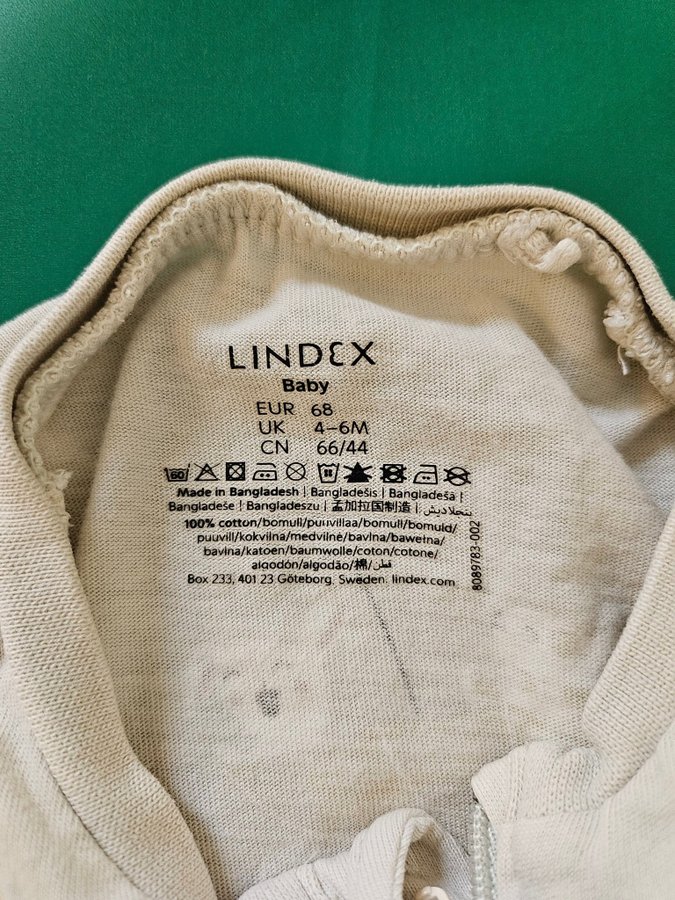 LINDEX
Baby
EUR 68
UK 4–6M
CN 66/44
60
Made in Bangladesh | Bangladešis | Bangladeša |
Bangladeše | Bangladeszu | 孟加拉国制造 | بنجلاديش
100% cotton/bomull/puuvillaa/bomull/bomuld/
puuvill/kokvilna/medvilnė/bavlna/bawełna/
bavlna/katoen/baumwolle/coton/cotone/
algodón/algodão/棉/قطن
Box 233, 401 23 Göteborg, Sweden. lindex.com
8089783-002